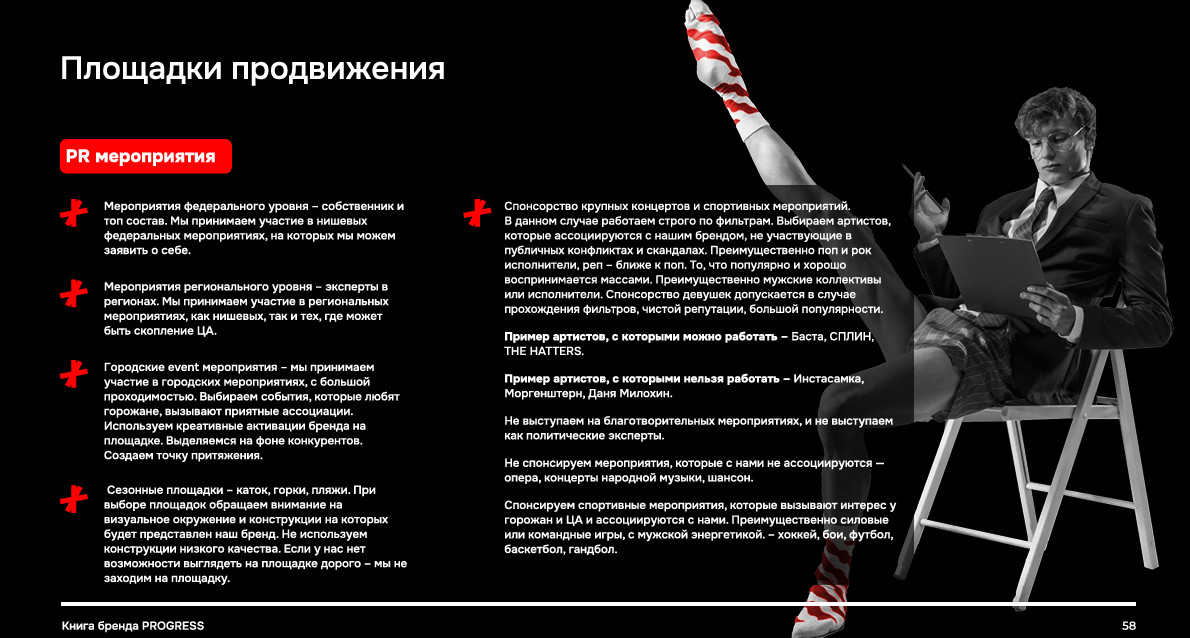 Площадки продвижения
PR мероприятия
Мероприятия федерального уровня – собственник и
топ состав. Мы принимаем участие в нишевых
федеральных мероприятиях, на которых мы можем
заявить о себе.
Мероприятия регионального уровня – эксперты в
регионах. Мы принимаем участие в региональных
мероприятиях, как нишевых, так и тех, где может
быть скопление ЦА.
Городские event мероприятия – мы принимаем
участие в городских мероприятиях, с большой
проходимостью. Выбираем события, которые любят
горожане, вызывают приятные ассоциации.
Используем креативные активации бренда на
площадке. Выделяемся на фоне конкурентов.
Создаем точку притяжения.
Сезонные площадки – каток, горки, пляжи. При
выборе площадок обращаем внимание на
визуальное окружение и конструкции на которых
будет представлен наш бренд. Не используем
конструкции низкого качества. Если у нас нет
возможности выглядеть на площадке дорого – мы не
заходим на площадку.
Спонсорство крупных концертов и спортивных мероприятий.
В данном случае работаем строго по фильтрам. Выбираем артистов,
которые ассоциируются с нашим брендом, не участвующие в
публичных конфликтах и скандалах. Преимущественно поп и рок
исполнители, реп – ближе к поп. То, что популярно и хорошо
воспринимается массами. Преимущественно мужские коллективы
или исполнители. Спонсорство девушек допускается в случае
прохождения фильтров, чистой репутации, большой популярности.
Пример артистов, с которыми можно работать – Баста, СПЛИН,
THE HATTERS.
Пример артистов, с которыми нельзя работать – Инстасамка,
Моргенштерн, Даня Милохин.
Не выступаем на благотворительных мероприятиях, и не выступаем
как политические эксперты.
Не спонсируем мероприятия, которые с нами не ассоциируются —
опера, концерты народной музыки, шансон.
Спонсируем спортивные мероприятия, которые вызывают интерес у
горожан и ЦА и ассоциируются с нами. Преимущественно силовые
или командные игры, с мужской энергетикой. – хоккей, бои, футбол,
баскетбол, гандбол.
Книга бренда PROGRESS
58